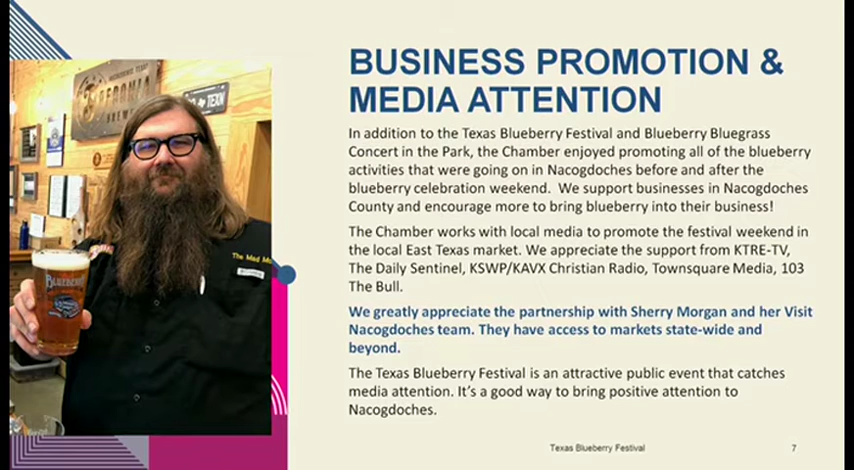 BUSINESS PROMOTION &
MEDIA ATTENTION
In addition to the Texas Blueberry Festival and Blueberry Bluegrass
Concert in the Park, the Chamber enjoyed promoting all of the blueberry
activities that were going on in Nacogdoches before and after the
blueberry celebration weekend. We support businesses in Nacogdoches
County and encourage more to bring blueberry into their business!
The Chamber works with local media to promote the festival weekend in
the local East Texas market. We appreciate the support from KTRE-TV,
The Daily Sentinel, KSWP/KAVX Christian Radio, Townsquare Media, 103
The Bull.
We greatly appreciate the partnership with Sherry Morgan and her Visit
Nacogdoches team. They have access to markets state-wide and
beyond.
The Texas Blueberry Festival is an attractive public event that catches
media attention. It’s a good way to bring positive attention to
Nacogdoches.
The Mad
Texas Blueberry Festival
7